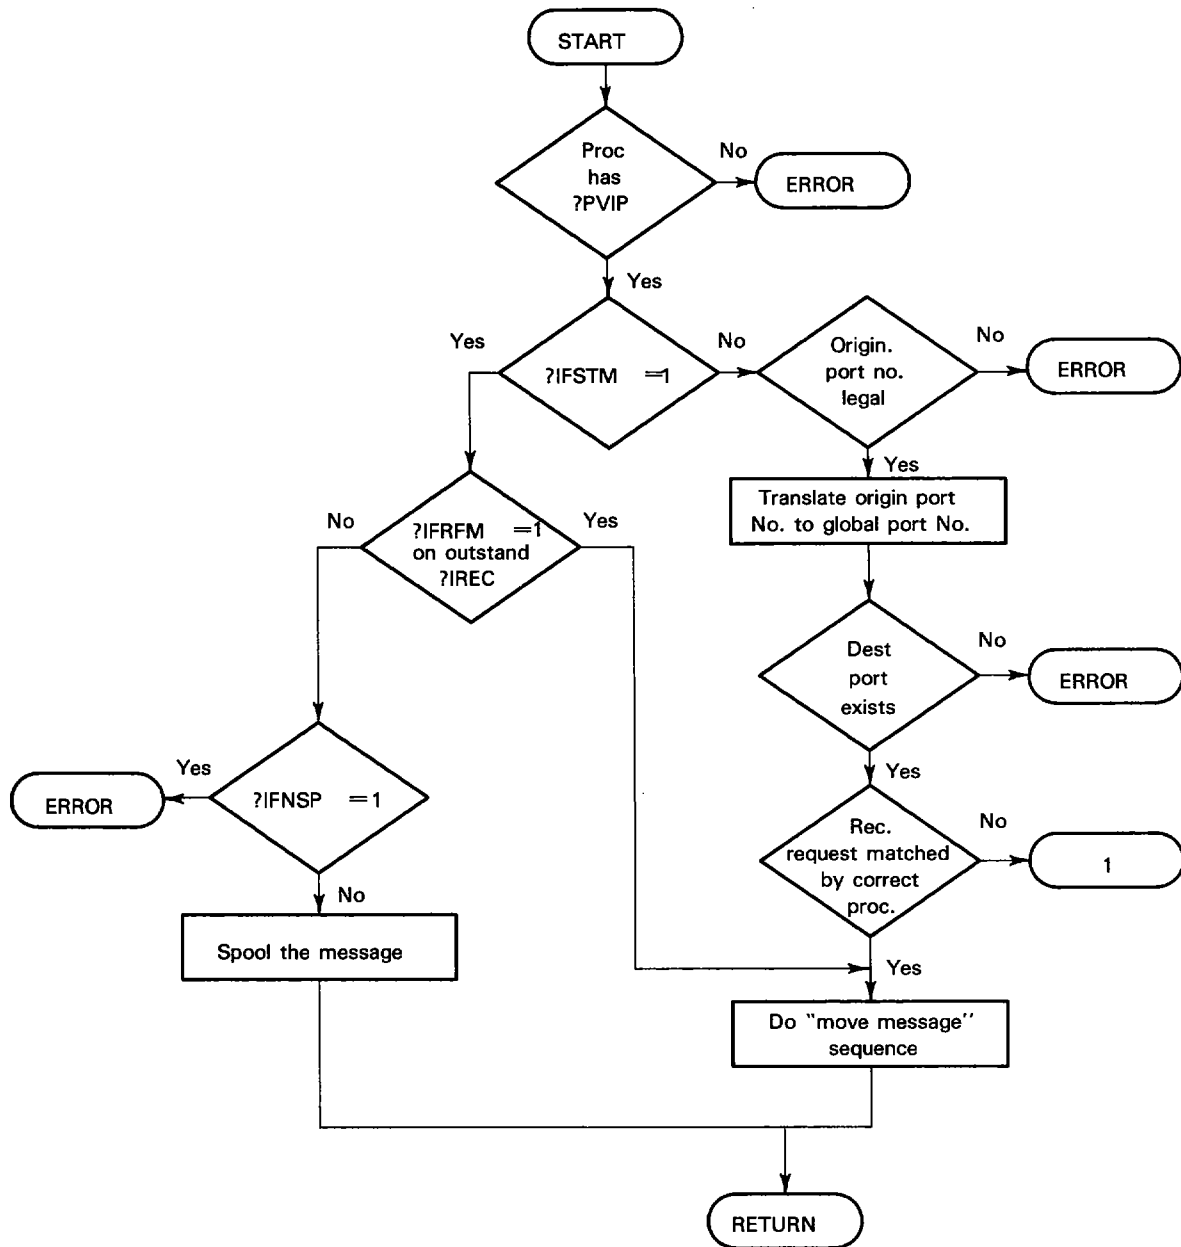 START
Proc
has
?PVIP
No
ERROR
Yes
Yes
?IFSTM =1
No
Origin.
port no.
legal
No
ERROR
Yes
Translate origin port
No. to global port No.
No
?IFRFM =1
on outstand
?IREC
Yes
Dest
port
exists
No
ERROR
Yes
Yes
ERROR
?IFNSP =1
No
Rec.
request matched
by correct
proc.
No
1
Yes
Spool the message
Do "move message"
sequence
RETURN